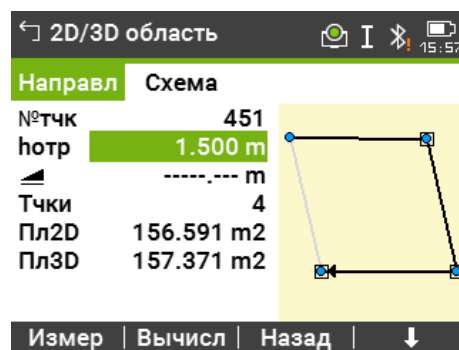 2D/3D область I 15:57
Направл Схема
№тчк 451
hотр 1.500 m
-----.--- m
Тчки 4
Пл2D 156.591 m2
Пл3D 157.371 m2
Измер | Вычисл | Назад |